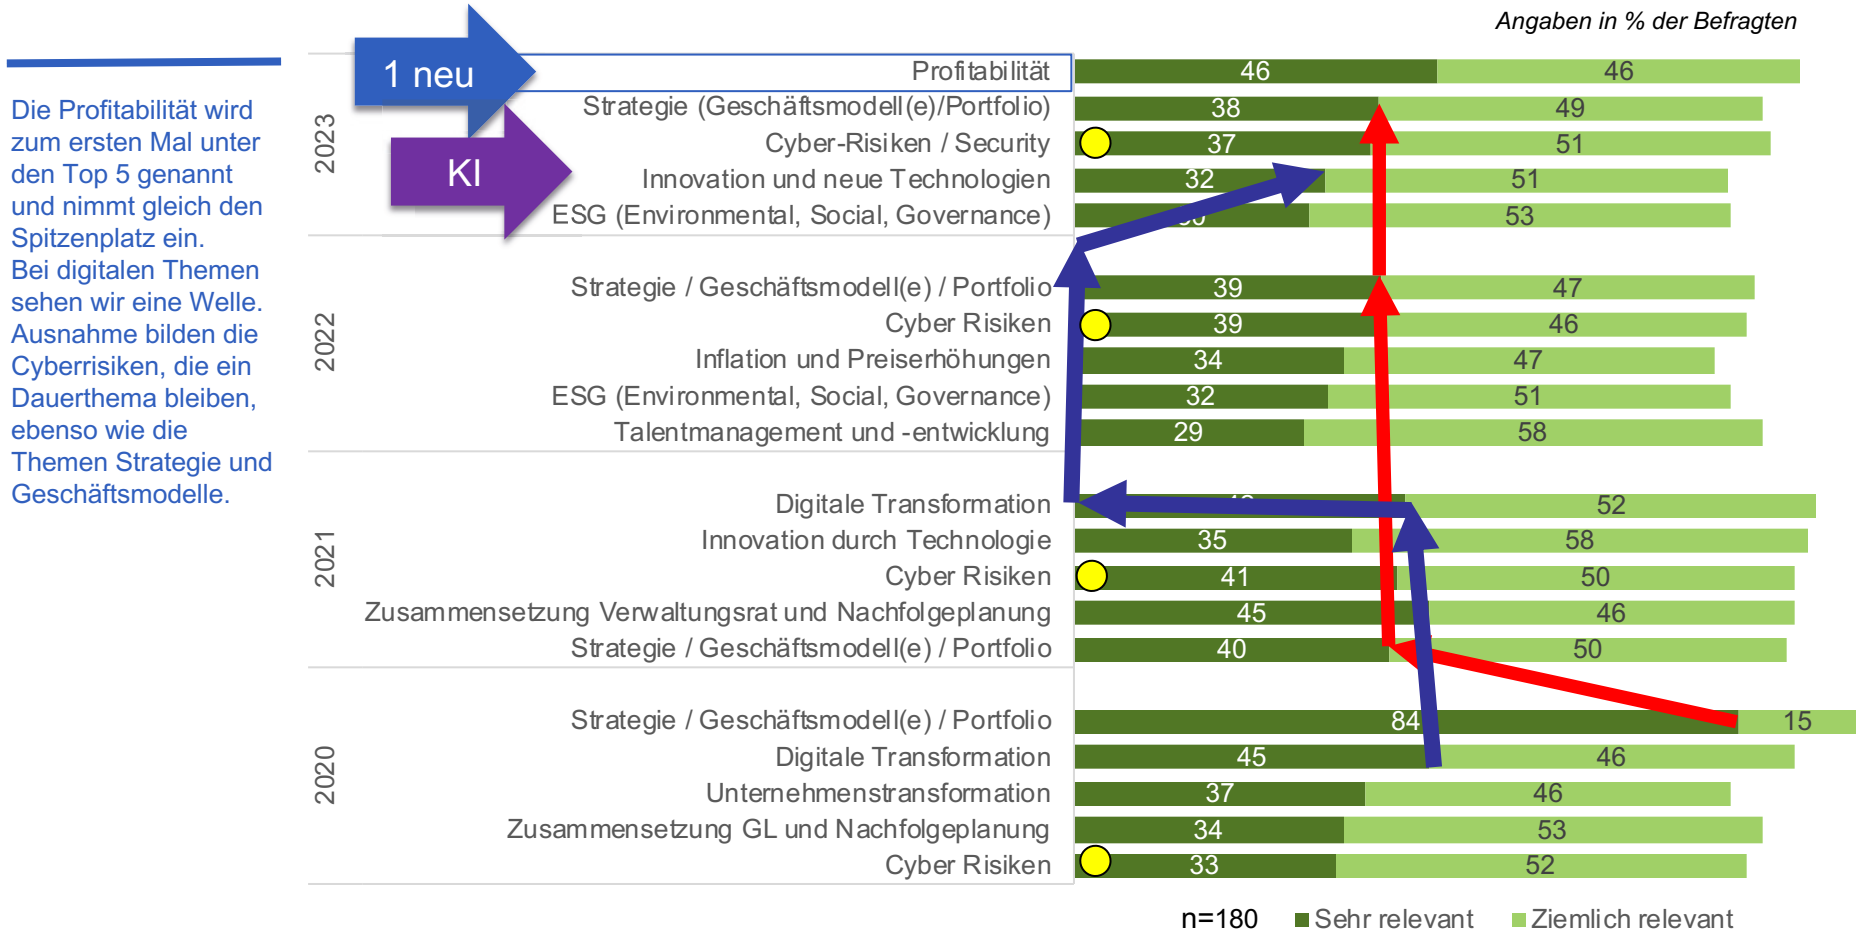 Angaben in % der Befragten
Die Profitabilität wird
zum ersten Mal unter
den Top 5 genannt
und nimmt gleich den
Spitzenplatz ein.
Bei digitalen Themen
sehen wir eine Welle.
Ausnahme bilden die
Cyberrisiken, die ein
Dauerthema bleiben,
ebenso wie die
Themen Strategie und
Geschäftsmodelle.
1 neu
KI
2023
Profitabilität 46 46
Strategie (Geschäftsmodell(e)/Portfolio) 38 49
Cyber-Risiken / Security 37 51
Innovation und neue Technologien 32 51
ESG (Environmental, Social, Governance) 53
2022
Strategie / Geschäftsmodell(e) / Portfolio 39 47
Cyber Risiken 39 46
Inflation und Preiserhöhungen 34 47
ESG (Environmental, Social, Governance) 32 51
Talentmanagement und -entwicklung 29 58
2021
Digitale Transformation 52
Innovation durch Technologie 35 58
Cyber Risiken 41 50
Zusammensetzung Verwaltungsrat und Nachfolgeplanung 45 46
Strategie / Geschäftsmodell(e) / Portfolio 40 50
2020
Strategie / Geschäftsmodell(e) / Portfolio 84 15
Digitale Transformation 45 46
Unternehmenstransformation 37 46
Zusammensetzung GL und Nachfolgeplanung 34 53
Cyber Risiken 33 52
n=180 Sehr relevant Ziemlich relevant